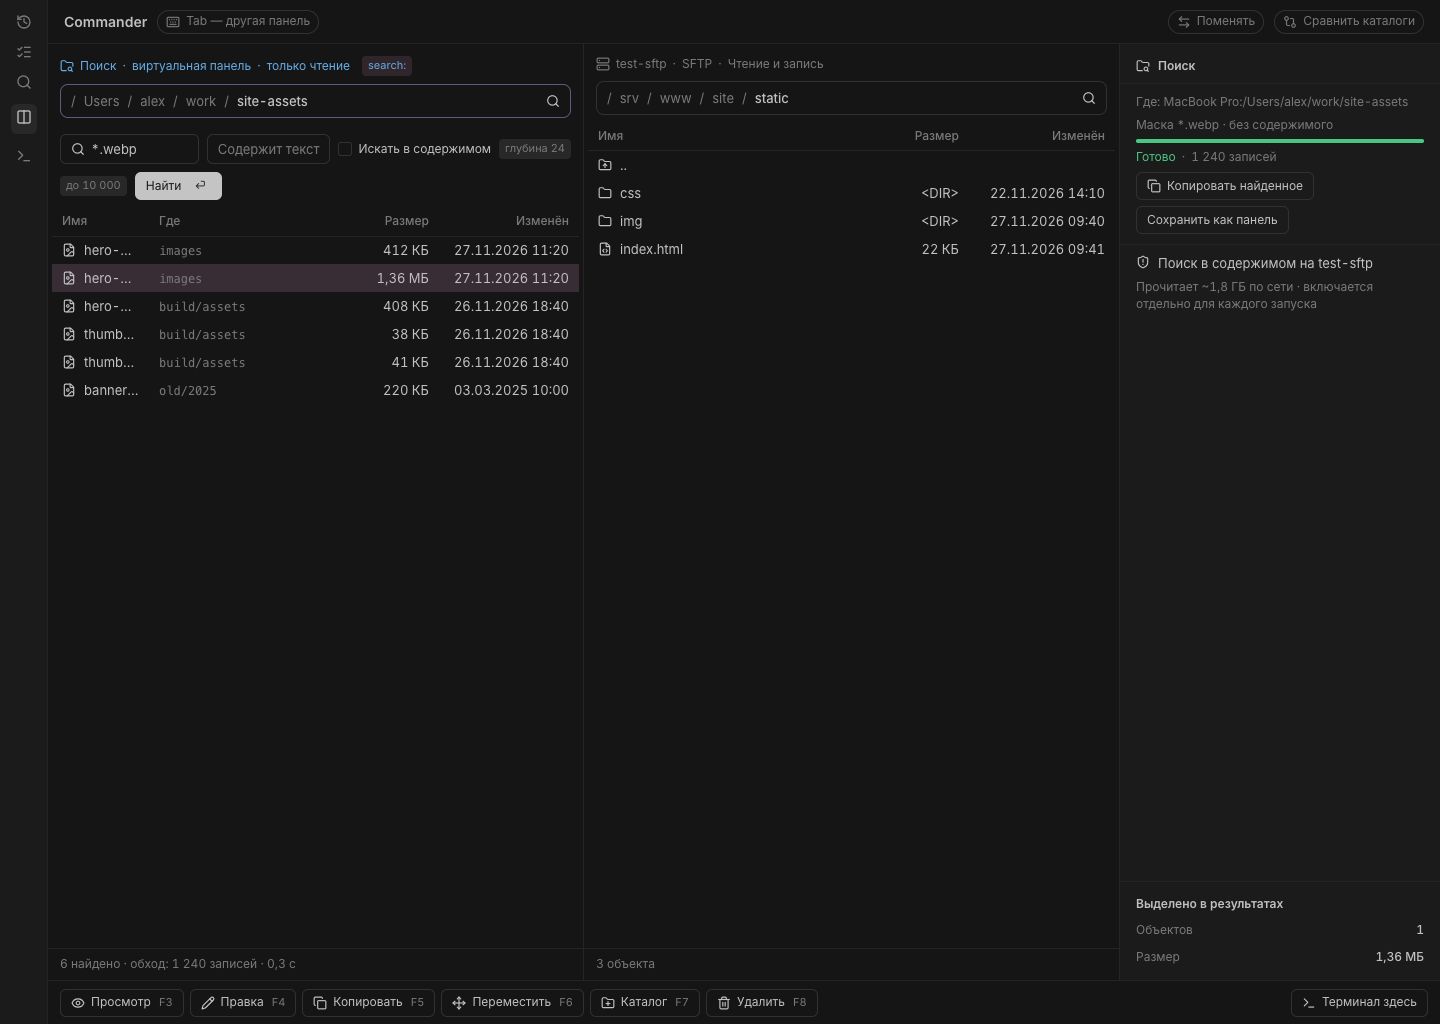 Commander Tab — другая панель Поменять Сравнить каталоги
Поиск · виртуальная панель · только чтение search:
/ Users / alex / work / site-assets
*.webp Содержит текст Искать в содержимом глубина 24
до 10 000 Найти
Имя Где Размер Изменён
hero-... images 412 КБ 27.11.2026 11:20
hero-... images 1,36 МБ 27.11.2026 11:20
hero-... build/assets 408 КБ 26.11.2026 18:40
thumb... build/assets 38 КБ 26.11.2026 18:40
thumb... build/assets 41 КБ 26.11.2026 18:40
banner... old/2025 220 КБ 03.03.2025 10:00
6 найдено · обход: 1 240 записей · 0,3 с
test-sftp · SFTP · Чтение и запись
/ srv / www / site / static
Имя Размер Изменён
..
css <DIR> 22.11.2026 14:10
img <DIR> 27.11.2026 09:40
index.html 22 КБ 27.11.2026 09:41
3 объекта
Поиск
Где: MacBook Pro:/Users/alex/work/site-assets
Маска *.webp · без содержимого
Готово · 1 240 записей
Копировать найденное
Сохранить как панель
Поиск в содержимом на test-sftp
Прочитает ~1,8 ГБ по сети · включается
отдельно для каждого запуска
Выделено в результатах
Объектов 1
Размер 1,36 МБ
Просмотр F3 Правка F4 Копировать F5 Переместить F6 Каталог F7 Удалить F8 Терминал здесь